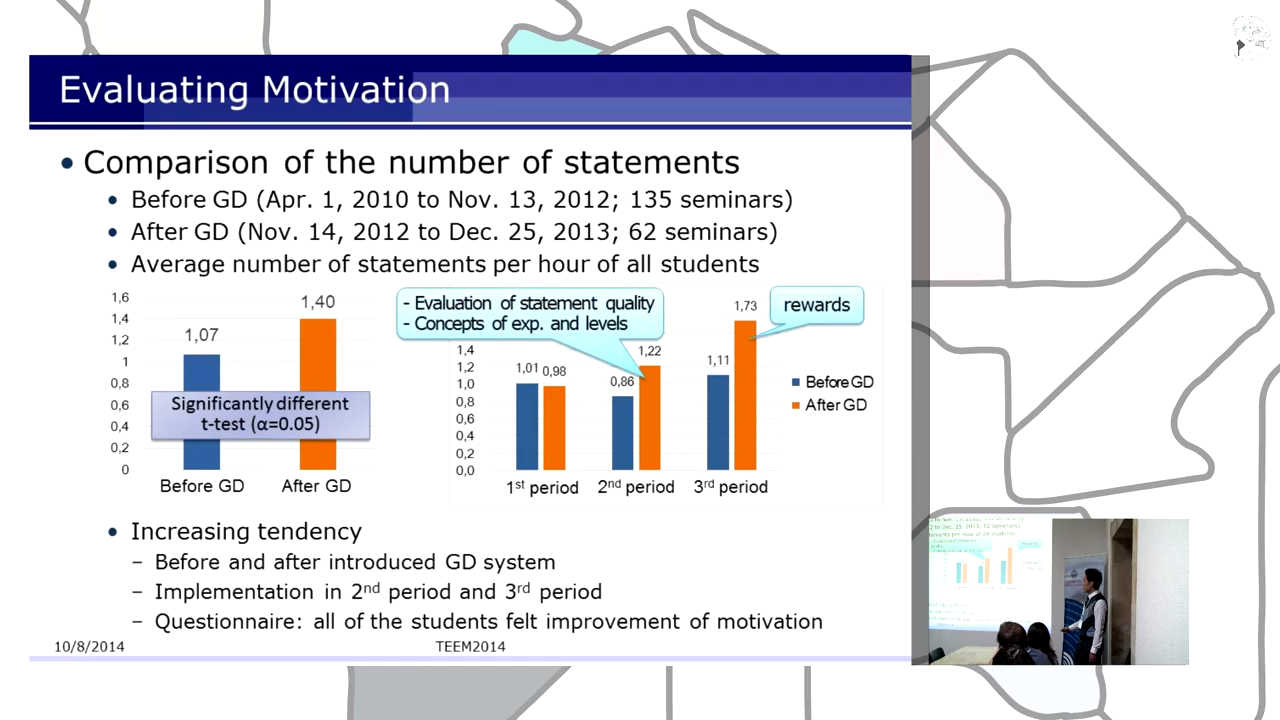 Evaluating Motivation
• Comparison of the number of statements
• Before GD (Apr. 1, 2010 to Nov. 13, 2012; 135 seminars)
• After GD (Nov. 14, 2012 to Dec. 25, 2013; 62 seminars)
• Average number of statements per hour of all students
1,6
1,4
1,2
1
0,8
0,6
0,4
0,2
0
1,07
1,40
Significantly different
t-test (α=0.05)
Before GD
After GD
- Evaluation of statement quality
- Concepts of exp. and levels
rewards
1,4
1,2
1,0
0,8
0,6
0,4
0,2
0,0
1,01
0,98
0,86
1,22
1,11
1,73
1st period
2nd period
3rd period
Before GD
After GD
• Increasing tendency
– Before and after introduced GD system
– Implementation in 2nd period and 3rd period
– Questionnaire: all of the students felt improvement of motivation
10/8/2014
TEEM2014